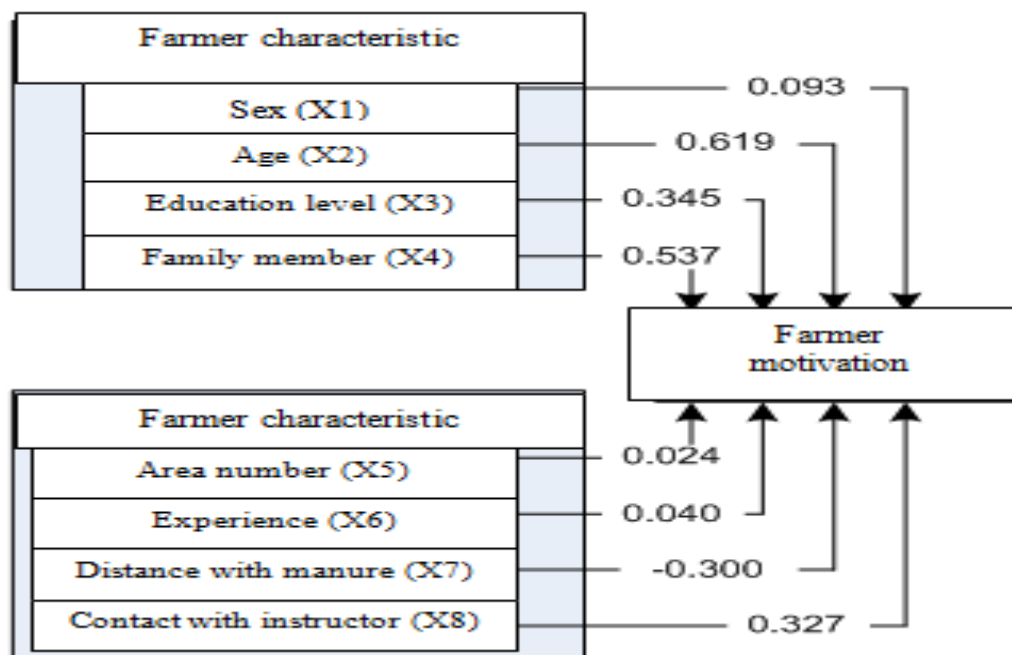 Farmer characteristic
Sex (X1)
0.093
Age (X2)
0.619
Education level (X3)
0.345
Family member (X4)
0.537
Farmer
motivation
Farmer characteristic
Area number (X5)
0.024
Experience (X6)
0.040
Distance with manure (X7)
-0.300
Contact with instructor (X8)
0.327